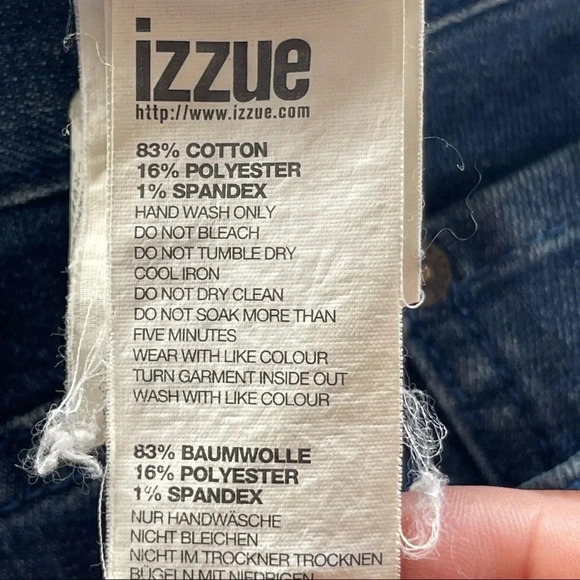 izzue
http://www.izzue.com
83% COTTON
16% POLYESTER
1% SPANDEX
HAND WASH ONLY
DO NOT BLEACH
DO NOT TUMBLE DRY
COOL IRON
DO NOT DRY CLEAN
DO NOT SOAK MORE THAN
FIVE MINUTES
WEAR WITH LIKE COLOUR
TURN GARMENT INSIDE OUT
WASH WITH LIKE COLOUR
83% BAUMWOLLE
16% POLYESTER
1% SPANDEX
NUR HANDWÄSCHE
NICHT BLEICHEN
NICHT IM TROCKNER TROCKNEN
BÜGELN MIT NIEDRIGEN